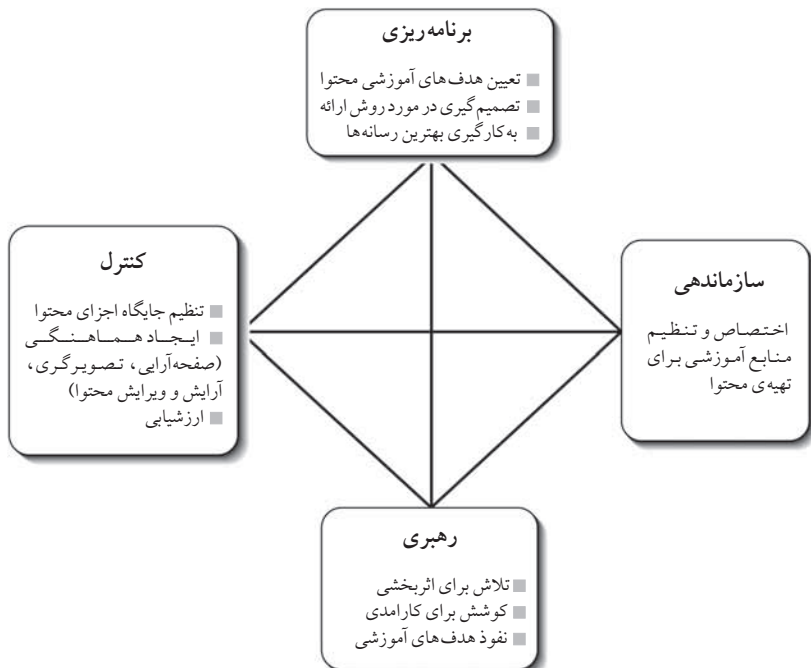 برنامه‌ریزی
تعیین هدف‌های آموزشی محتوا
تصمیم‌گیری در مورد روش ارائه
به‌کارگیری بهترین رسانه‌ها
سازماندهی
اختصاص و تنظیم
منابع آموزشی برای
تهیه‌ی محتوا
کنترل
تنظیم جایگاه اجزای محتوا
ایجاد هماهنگی
(صفحه‌آرایی، تصویرگری،
آرایش و ویرایش محتوا)
ارزشیابی
رهبری
تلاش برای اثربخشی
کوشش برای کارامدی
نفوذ هدف‌های آموزشی